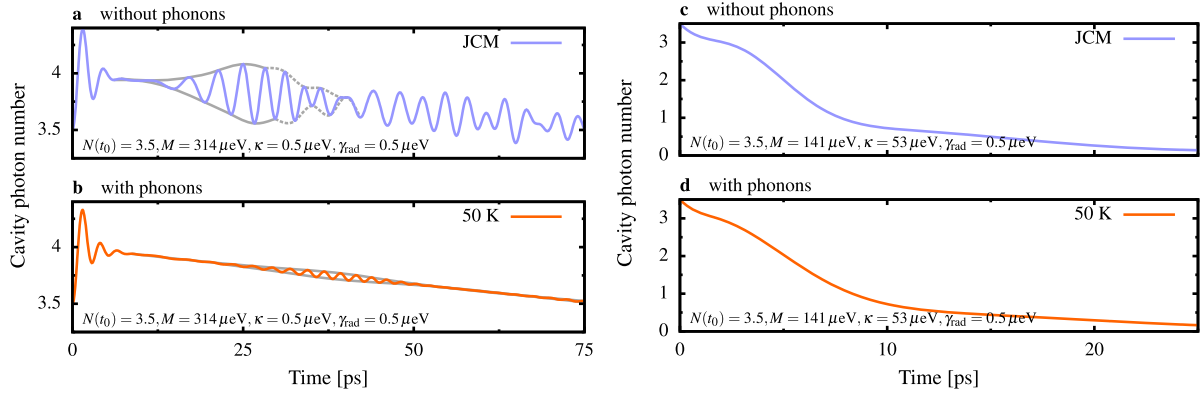 a without phonons
JCM
4
3.5
N(t₀) = 3.5, M = 314 μeV, κ = 0.5 μeV, γrad = 0.5 μeV
b with phonons
50 K
4
3.5
N(t₀) = 3.5, M = 314 μeV, κ = 0.5 μeV, γrad = 0.5 μeV
0 25 50 75
Time [ps]
Cavity photon number
c without phonons
JCM
3
2
1
0
N(t₀) = 3.5, M = 141 μeV, κ = 53 μeV, γrad = 0.5 μeV
d with phonons
50 K
3
2
1
0
N(t₀) = 3.5, M = 141 μeV, κ = 53 μeV, γrad = 0.5 μeV
0 10 20
Time [ps]
Cavity photon number